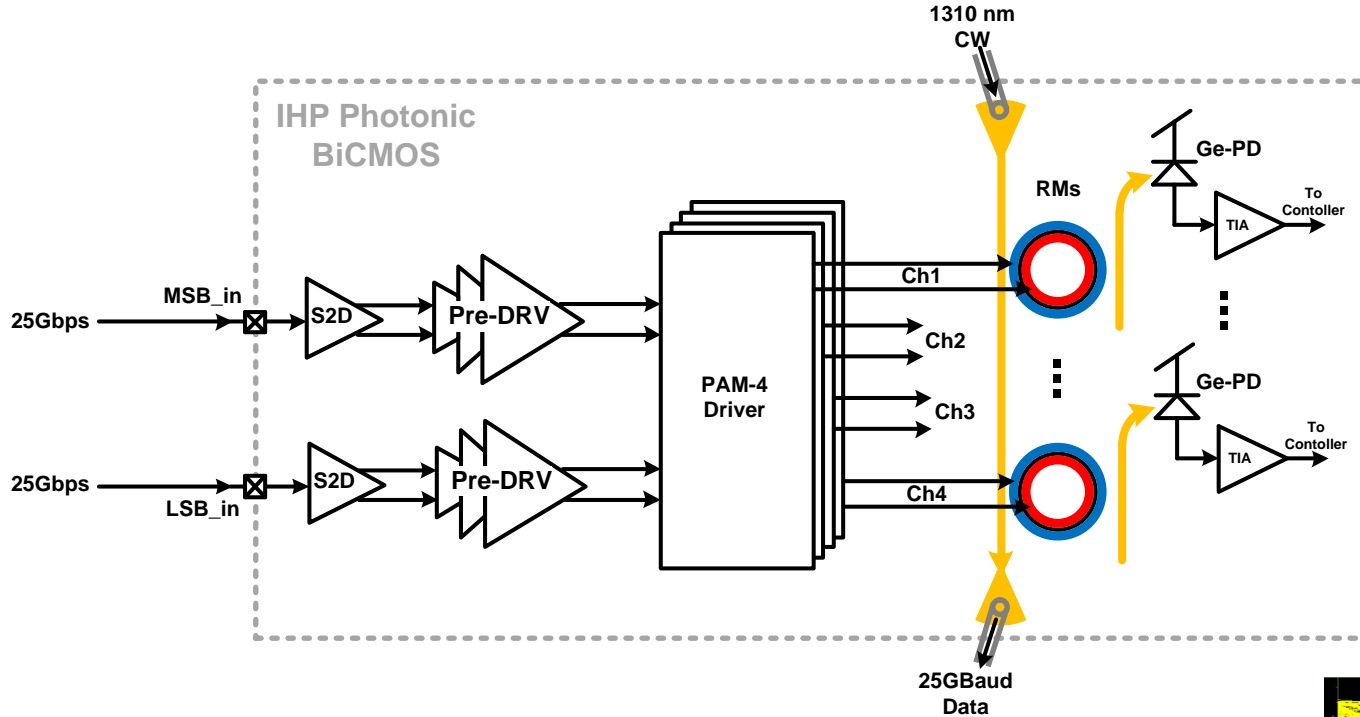 1310 nm
CW
IHP Photonic
BiCMOS
Ge-PD
RMs
To
Contoller
TIA
Ch1
MSB_in
25Gbps
S2D
Pre-DRV
Ch2
PAM-4
Driver
Ch3
Ge-PD
To
Contoller
TIA
25Gbps
S2D
Pre-DRV
LSB_in
Ch4
25GBaud
Data